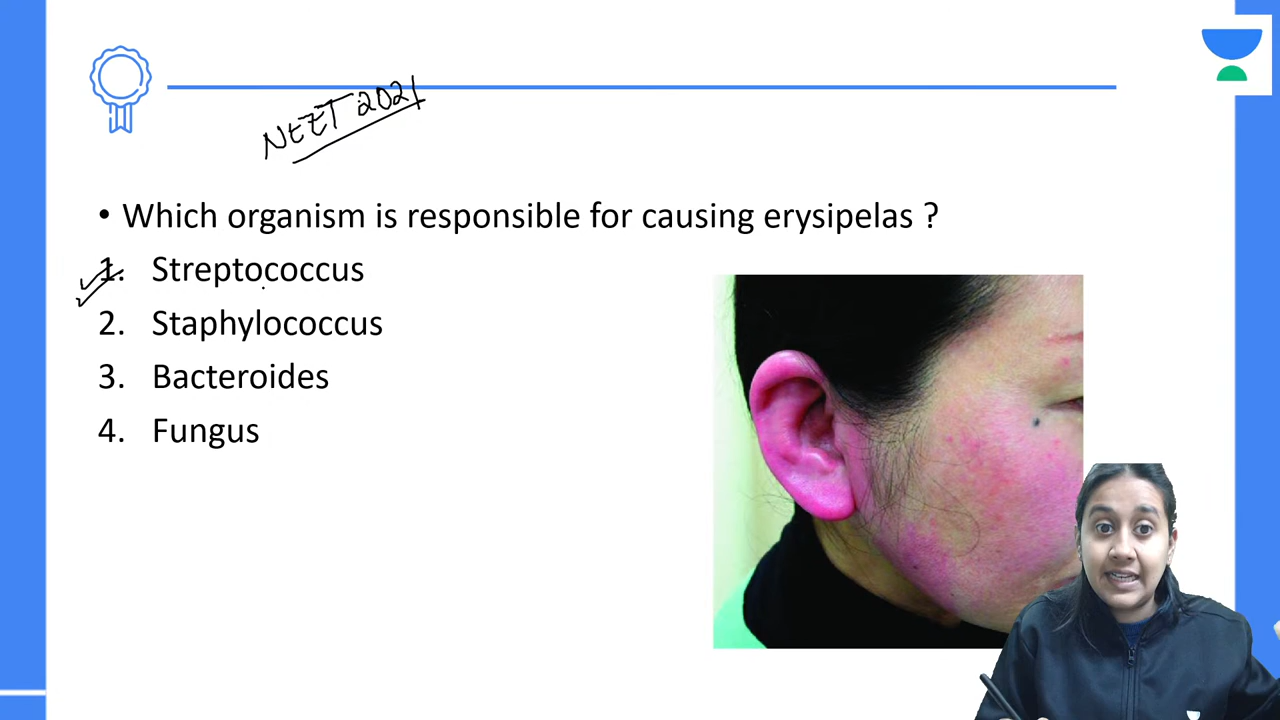 NEET 2021
• Which organism is responsible for causing erysipelas ?
1. Streptococcus
2. Staphylococcus
3. Bacteroides
4. Fungus